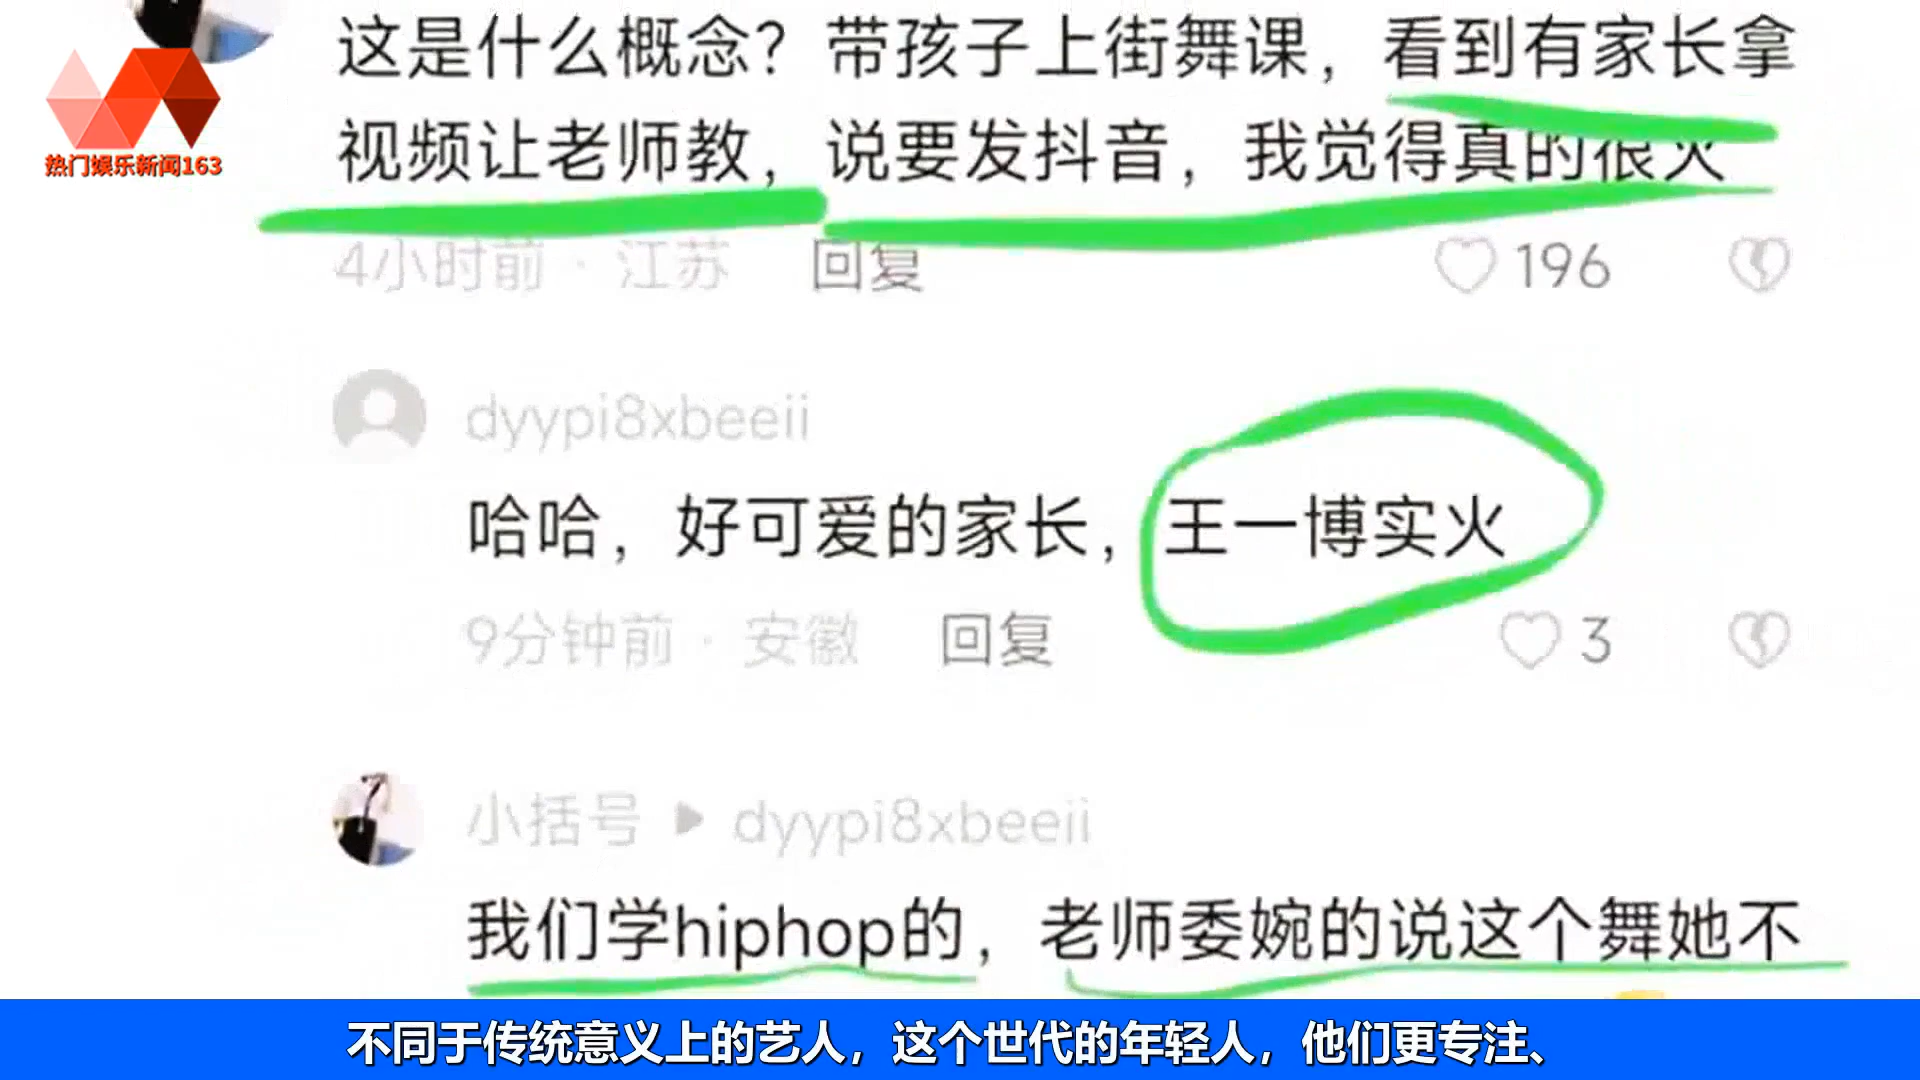 这是什么概念？带孩子上街舞课，看到有家长拿
热门娱乐新闻163
视频让老师教，说要发抖音，我觉得真的很火
4小时前 · 江苏 回复 196
dyypi8xbeeii
哈哈，好可爱的家长，王一博实火
9分钟前 · 安徽 回复 3
小括号 ▶ dyypi8xbeeii
我们学hiphop的，老师委婉的说这个舞她不
不同于传统意义上的艺人，这个世代的年轻人，他们更专注、